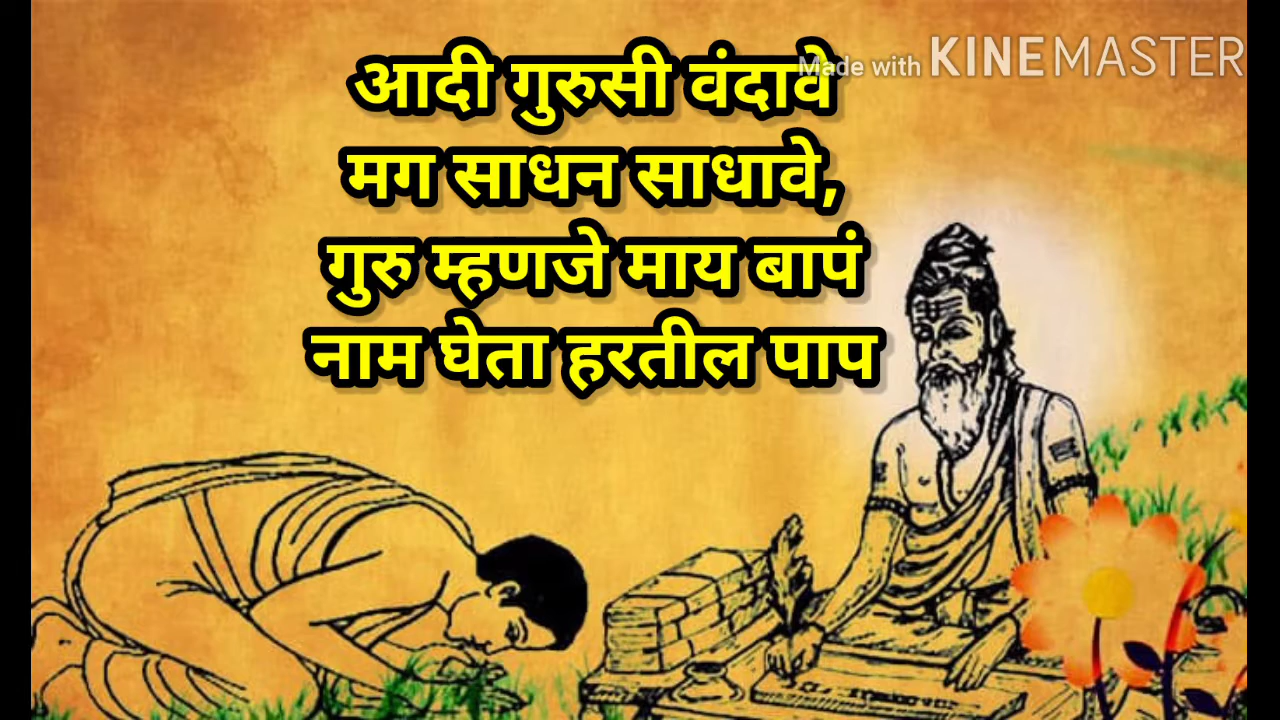 Made with KINEMASTER
आदी गुरुसी वंदावे
मग साधन साधावे,
गुरु म्हणजे माय बापं
नाम घेता हरतील पाप